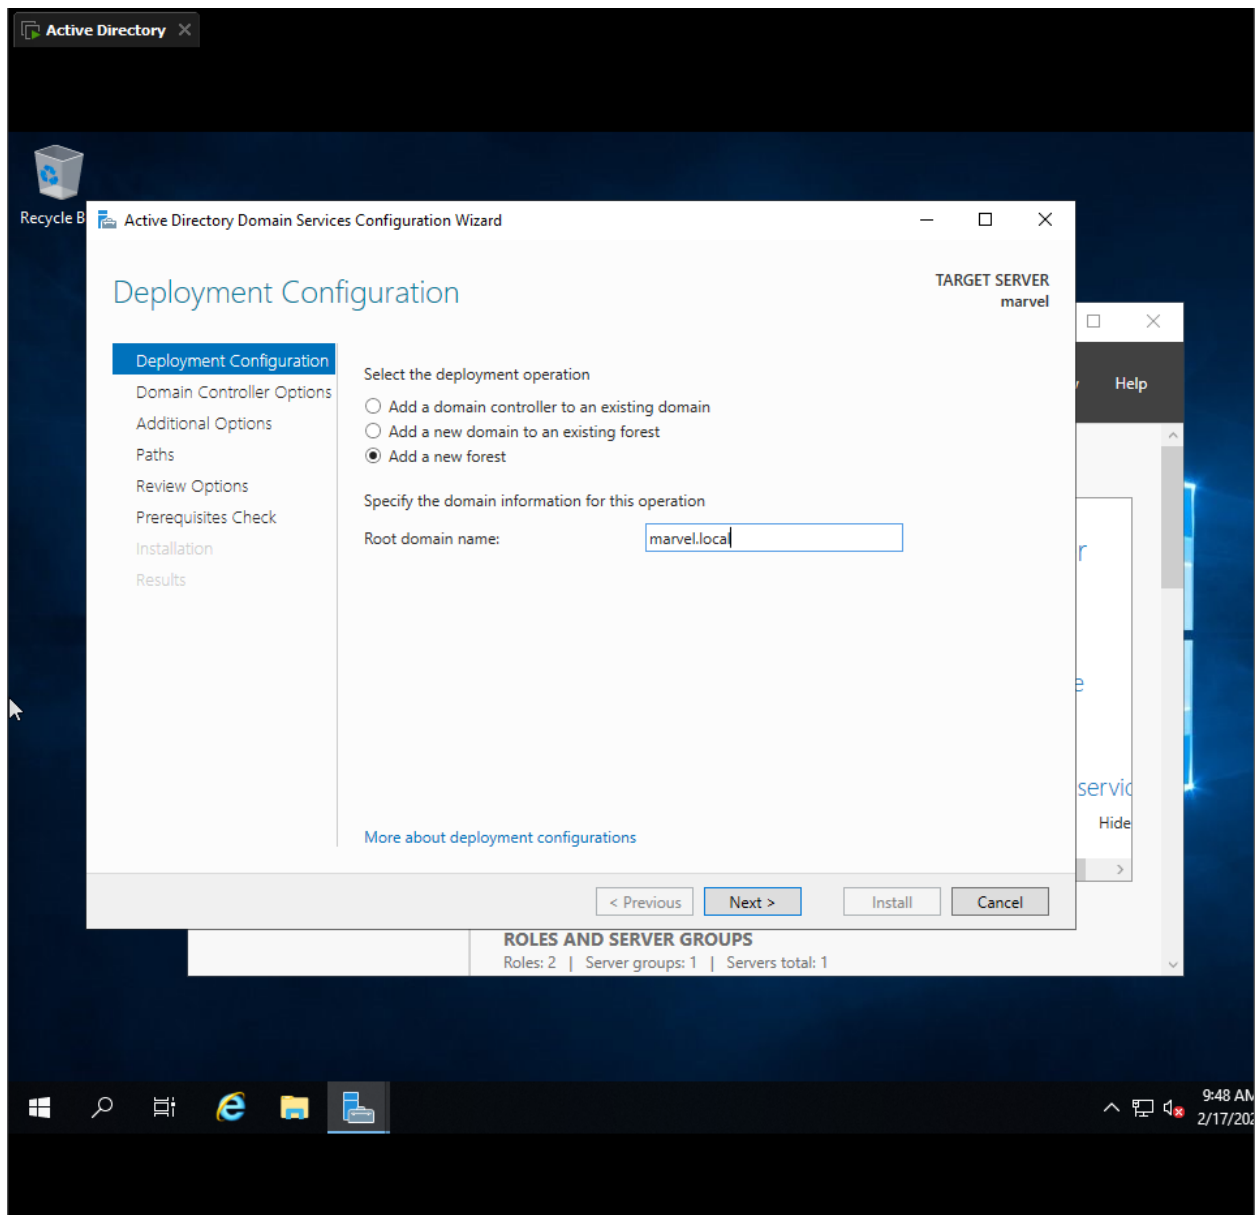 Active Directory
Recycle B
Active Directory Domain Services Configuration Wizard
Deployment Configuration
TARGET SERVER
marvel
Deployment Configuration
Domain Controller Options
Additional Options
Paths
Review Options
Prerequisites Check
Installation
Results
Select the deployment operation
Add a domain controller to an existing domain
Add a new domain to an existing forest
Add a new forest
Specify the domain information for this operation
Root domain name:
marvel.local
More about deployment configurations
< Previous
Next >
Install
Cancel
Help
r
e
servic
Hide
ROLES AND SERVER GROUPS
Roles: 2 | Server groups: 1 | Servers total: 1
9:48 AM
2/17/202